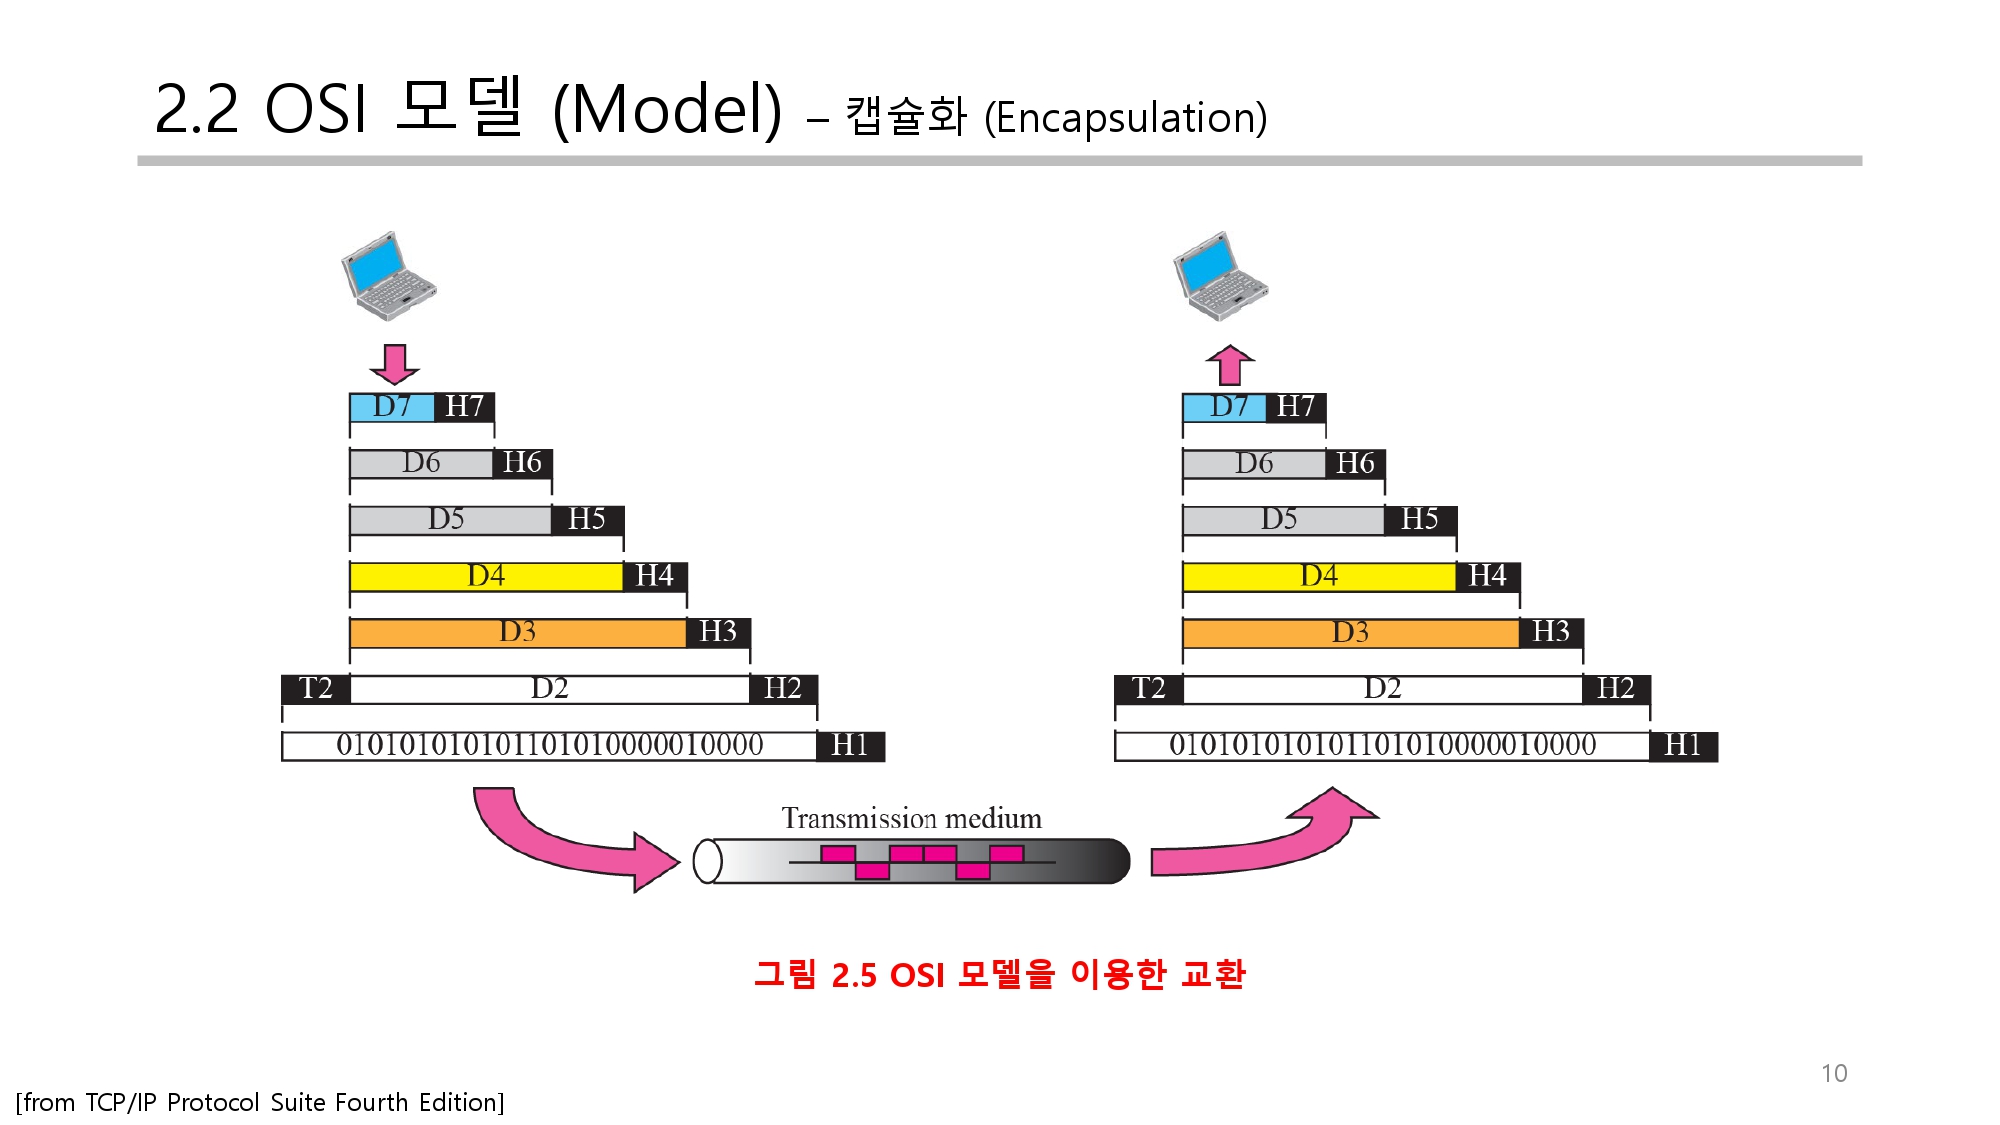 2.2 OSI 모델 (Model) – 캡슐화 (Encapsulation)
D7 H7
D6 H6
D5 H5
D4 H4
D3 H3
T2 D2 H2
010101010101101010000010000 H1
D7 H7
D6 H6
D5 H5
D4 H4
D3 H3
T2 D2 H2
010101010101101010000010000 H1
Transmission medium
그림 2.5 OSI 모델을 이용한 교환
10
[from TCP/IP Protocol Suite Fourth Edition]